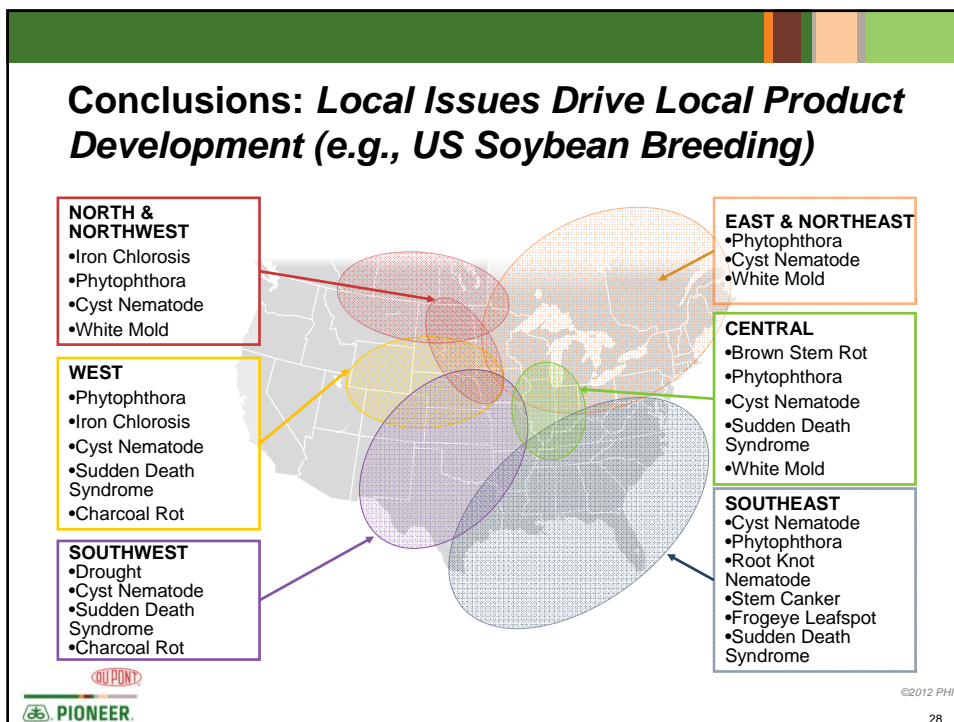 Conclusions: Local Issues Drive Local Product
Development (e.g., US Soybean Breeding)
NORTH &
NORTHWEST
•Iron Chlorosis
•Phytophthora
•Cyst Nematode
•White Mold
WEST
•Phytophthora
•Iron Chlorosis
•Cyst Nematode
•Sudden Death
Syndrome
•Charcoal Rot
SOUTHWEST
•Drought
•Cyst Nematode
•Sudden Death
Syndrome
•Charcoal Rot
EAST & NORTHEAST
•Phytophthora
•Cyst Nematode
•White Mold
CENTRAL
•Brown Stem Rot
•Phytophthora
•Cyst Nematode
•Sudden Death
Syndrome
•White Mold
SOUTHEAST
•Cyst Nematode
•Phytophthora
•Root Knot
Nematode
•Stem Canker
•Frogeye Leafspot
•Sudden Death
Syndrome
DUPONT
PIONEER.
©2012 PHI
28